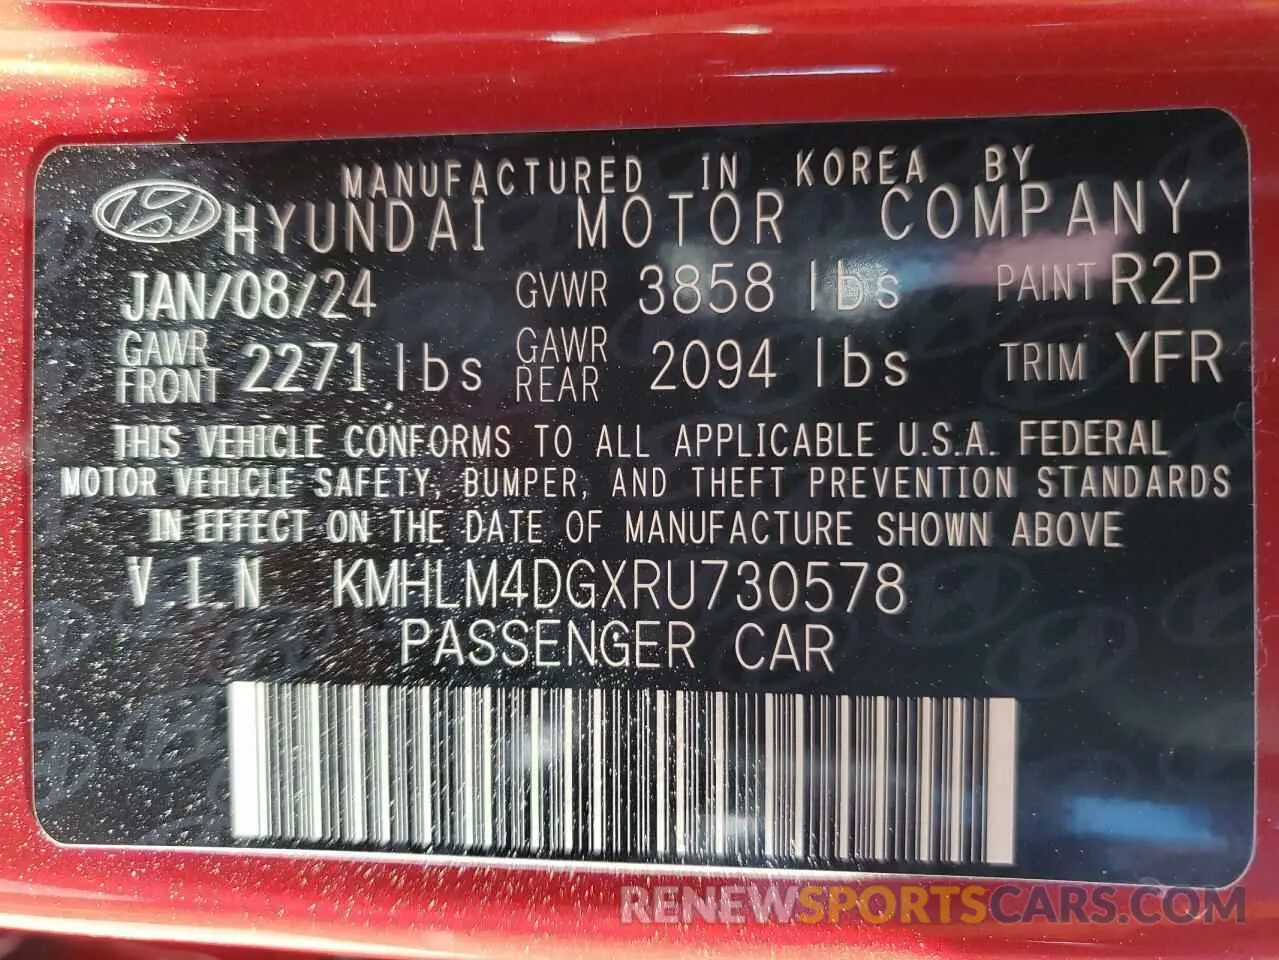 MANUFACTURED IN KOREA BY
HYUNDAI MOTOR COMPANY
JAN/08/24 GVWR 3858 lbs PAINT R2P
GAWR FRONT 2271 lbs GAWR REAR 2094 lbs TRIM YFR
THIS VEHICLE CONFORMS TO ALL APPLICABLE U.S.A. FEDERAL
MOTOR VEHICLE SAFETY, BUMPER, AND THEFT PREVENTION STANDARDS
IN EFFECT ON THE DATE OF MANUFACTURE SHOWN ABOVE
V.I.N KMHLM4DGXRU730578
PASSENGER CAR
RENEWSPORTSCARS.COM